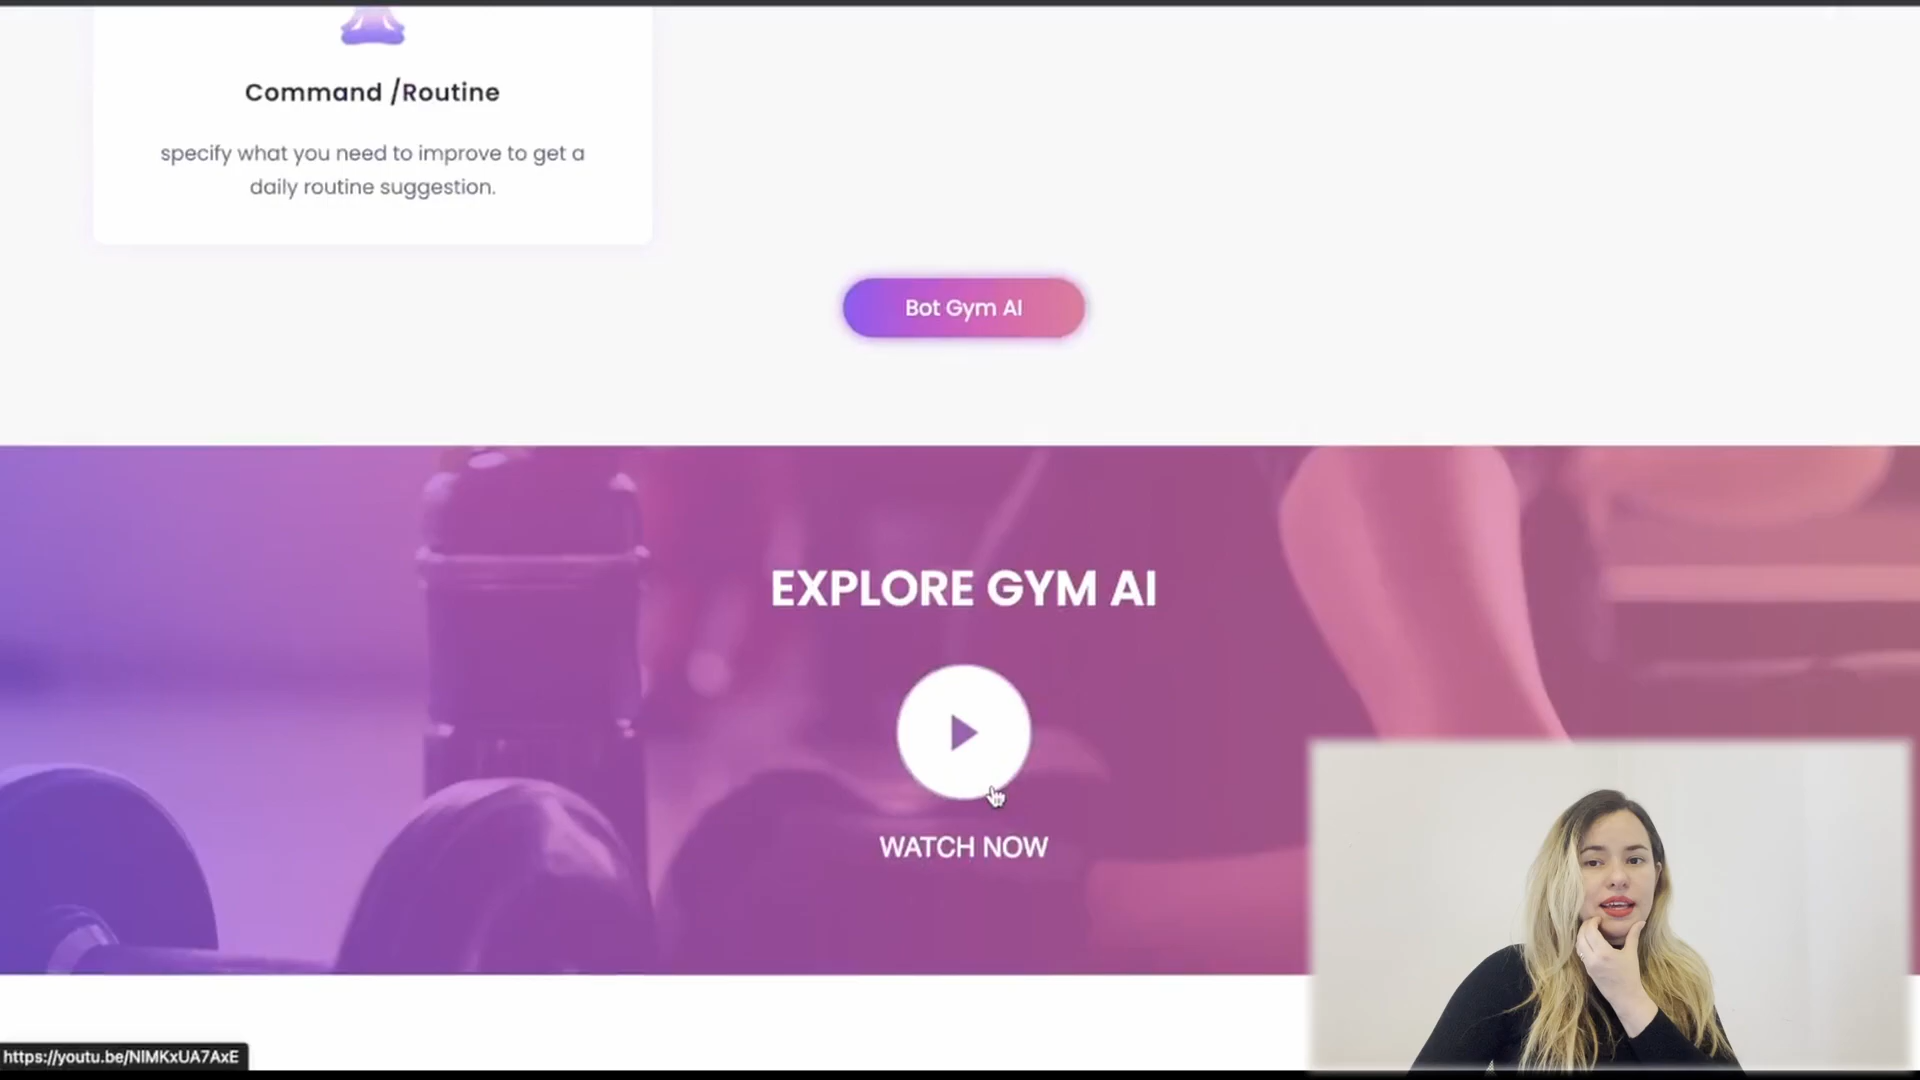 Command /Routine
specify what you need to improve to get a
daily routine suggestion.
Bot Gym AI
EXPLORE GYM AI
WATCH NOW
https://youtu.be/NIMKxUA7AxE